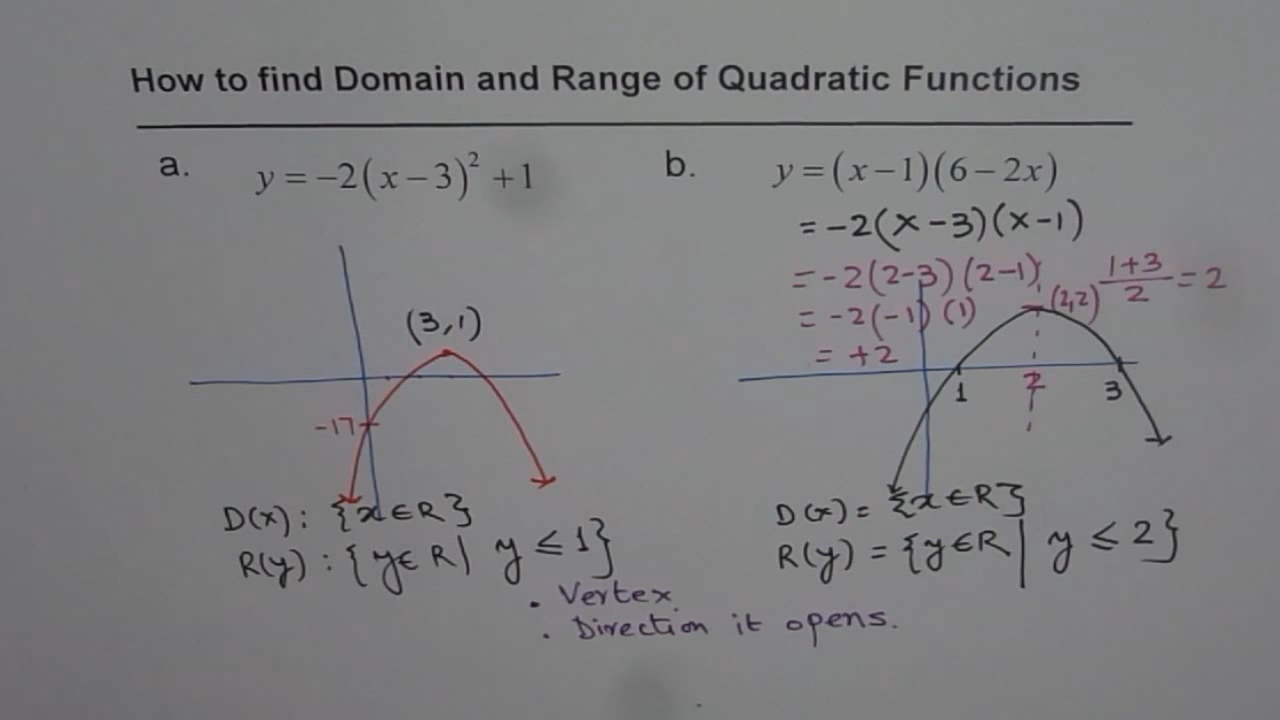 How to find Domain and Range of Quadratic Functions
a. y = −2(x − 3)² + 1
(3,1)
-17
D(x) : {x ∈ R}
R(y) : {y ∈ R | y ≤ 1}
b. y = (x − 1)(6 − 2x)
= -2(x-3)(x-1)
= -2(2-3)(2-1)
1+3/2 = 2
= -2(-1)(1)
(2,2)
= +2
1 2 3
D(x) = {x ∈ R}
R(y) = {y ∈ R | y ≤ 2}
. Vertex
. Direction it opens.